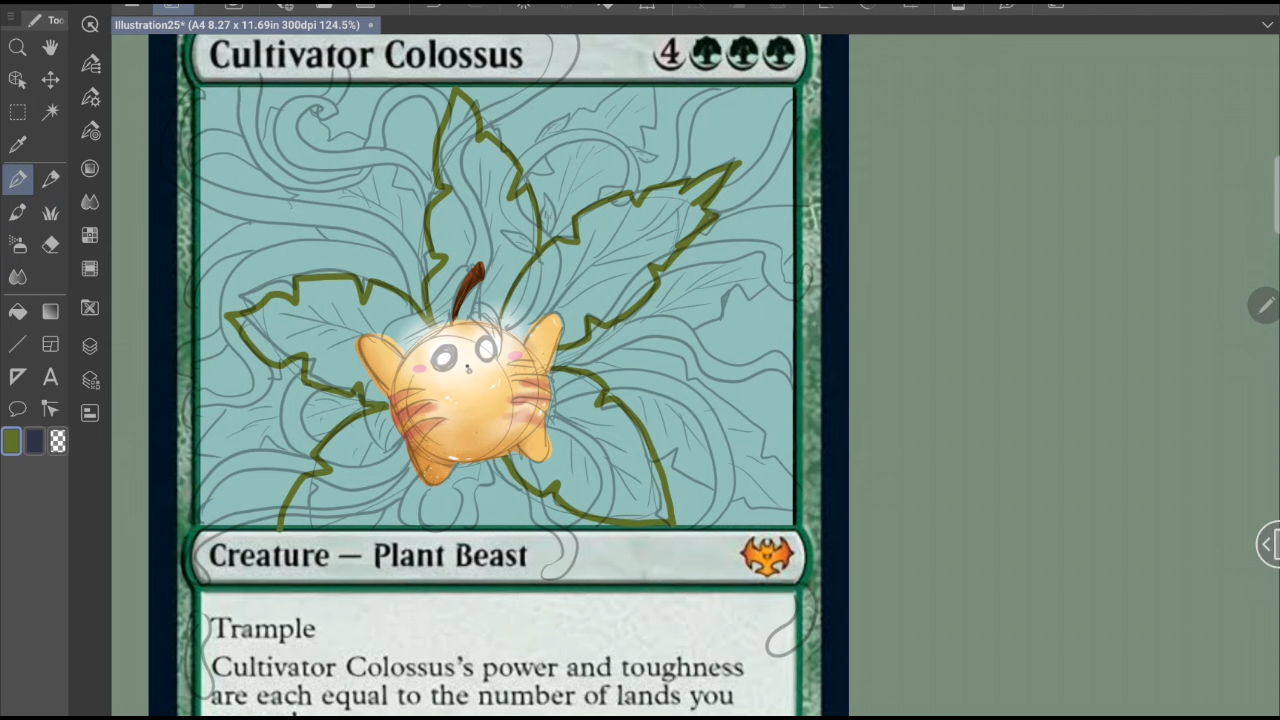 Too
Illustration25* (A4 8.27 x 11.69in 300dpi 124.5%)
Cultivator Colossus 4
Creature — Plant Beast
Trample
Cultivator Colossus's power and toughness
are each equal to the number of lands you